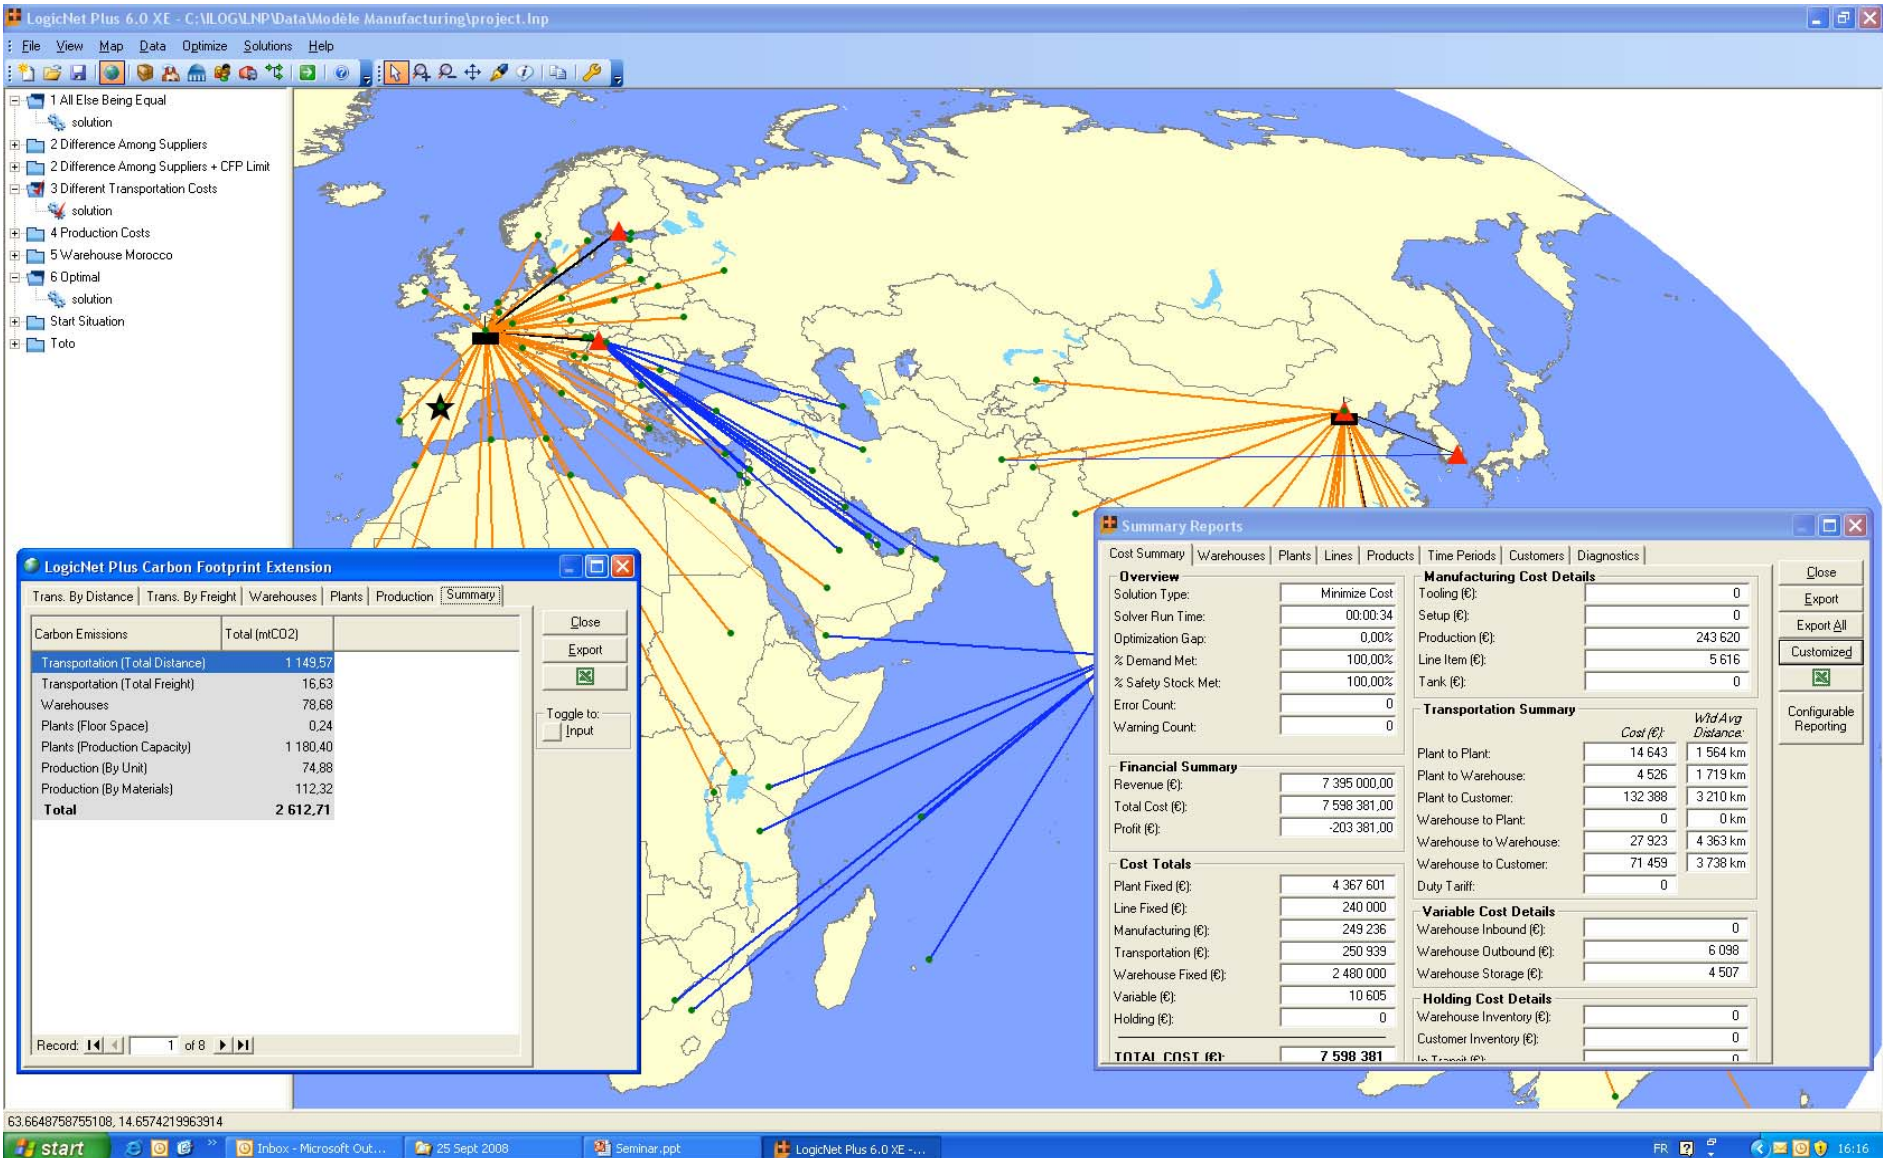 LogicNet Plus 6.0 XE - C:\ILOG\LNP\Data\Modèle Manufacturing\project.lnp
File View Map Data Optimize Solutions Help
1 All Else Being Equal
solution
2 Difference Among Suppliers
2 Difference Among Suppliers + CFP Limit
3 Different Transportation Costs
solution
4 Production Costs
5 Warehouse Morocco
6 Optimal
solution
Start Situation
Toto
LogicNet Plus Carbon Footprint Extension
Trans. By Distance Trans. By Freight Warehouses Plants Production Summary
Carbon Emissions Total (mtCO2)
Transportation (Total Distance) 1 149,57
Transportation (Total Freight) 16,63
Warehouses 78,68
Plants (Floor Space) 0,24
Plants (Production Capacity) 1 180,40
Production (By Unit) 74,88
Production (By Materials) 112,32
Total 2 612,71
Close
Export
Toggle to:
Input
Record: 1 of 8
Summary Reports
Cost Summary Warehouses Plants Lines Products Time Periods Customers Diagnostics
Overview
Solution Type: Minimize Cost
Solver Run Time: 00:00:34
Optimization Gap: 0,00%
% Demand Met: 100,00%
% Safety Stock Met: 100,00%
Error Count: 0
Warning Count: 0
Financial Summary
Revenue (€): 7 395 000,00
Total Cost (€): 7 598 381,00
Profit (€): -203 381,00
Cost Totals
Plant Fixed (€): 4 367 601
Line Fixed (€): 240 000
Manufacturing (€): 249 236
Transportation (€): 250 939
Warehouse Fixed (€): 2 480 000
Variable (€): 10 605
Holding (€): 0
TOTAL COST (€): 7 598 381
Manufacturing Cost Details
Tooling (€): 0
Setup (€): 0
Production (€): 243 620
Line Item (€): 5 616
Tank (€): 0
Transportation Summary
Cost (€): Wtd Avg Distance:
Plant to Plant: 14 643 1 564 km
Plant to Warehouse: 4 526 1 719 km
Plant to Customer: 132 388 3 210 km
Warehouse to Plant: 0 0 km
Warehouse to Warehouse: 27 923 4 363 km
Warehouse to Customer: 71 459 3 738 km
Duty Tariff: 0
Variable Cost Details
Warehouse Inbound (€): 0
Warehouse Outbound (€): 6 098
Warehouse Storage (€): 4 507
Holding Cost Details
Warehouse Inventory (€): 0
Customer Inventory (€): 0
In Transit (€): 0
Close
Export
Export All
Customized
Configurable
Reporting
63.6648758755108, 14.6574219963914
start
Inbox - Microsoft Out...
25 Sept 2008
Seminar.ppt
LogicNet Plus 6.0 XE -...
FR
16:16